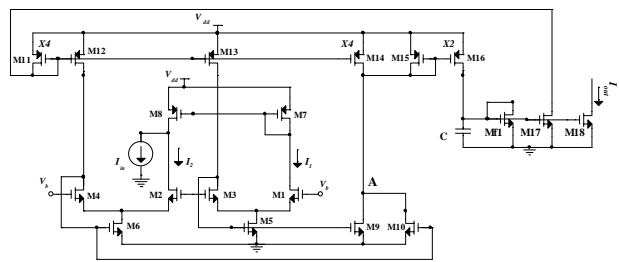 V_dd
X4
X4
X2
M11
M12
M13
M14
M15
M16
V_dd
M8
M7
I_in
I_2
I_1
I_out
C
Mf1
M17
M18
V_b
M4
M2
M3
M1
V_b
A
M6
M5
M9
M10